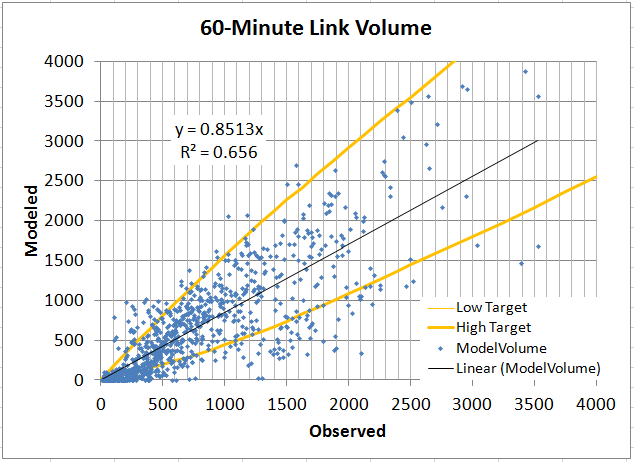 60-Minute Link Volume
4000
3500
3000
2500
2000
1500
1000
500
0
y = 0.8513x
R² = 0.656
Modeled
Low Target
High Target
ModelVolume
Linear (ModelVolume)
0 500 1000 1500 2000 2500 3000 3500 4000
Observed